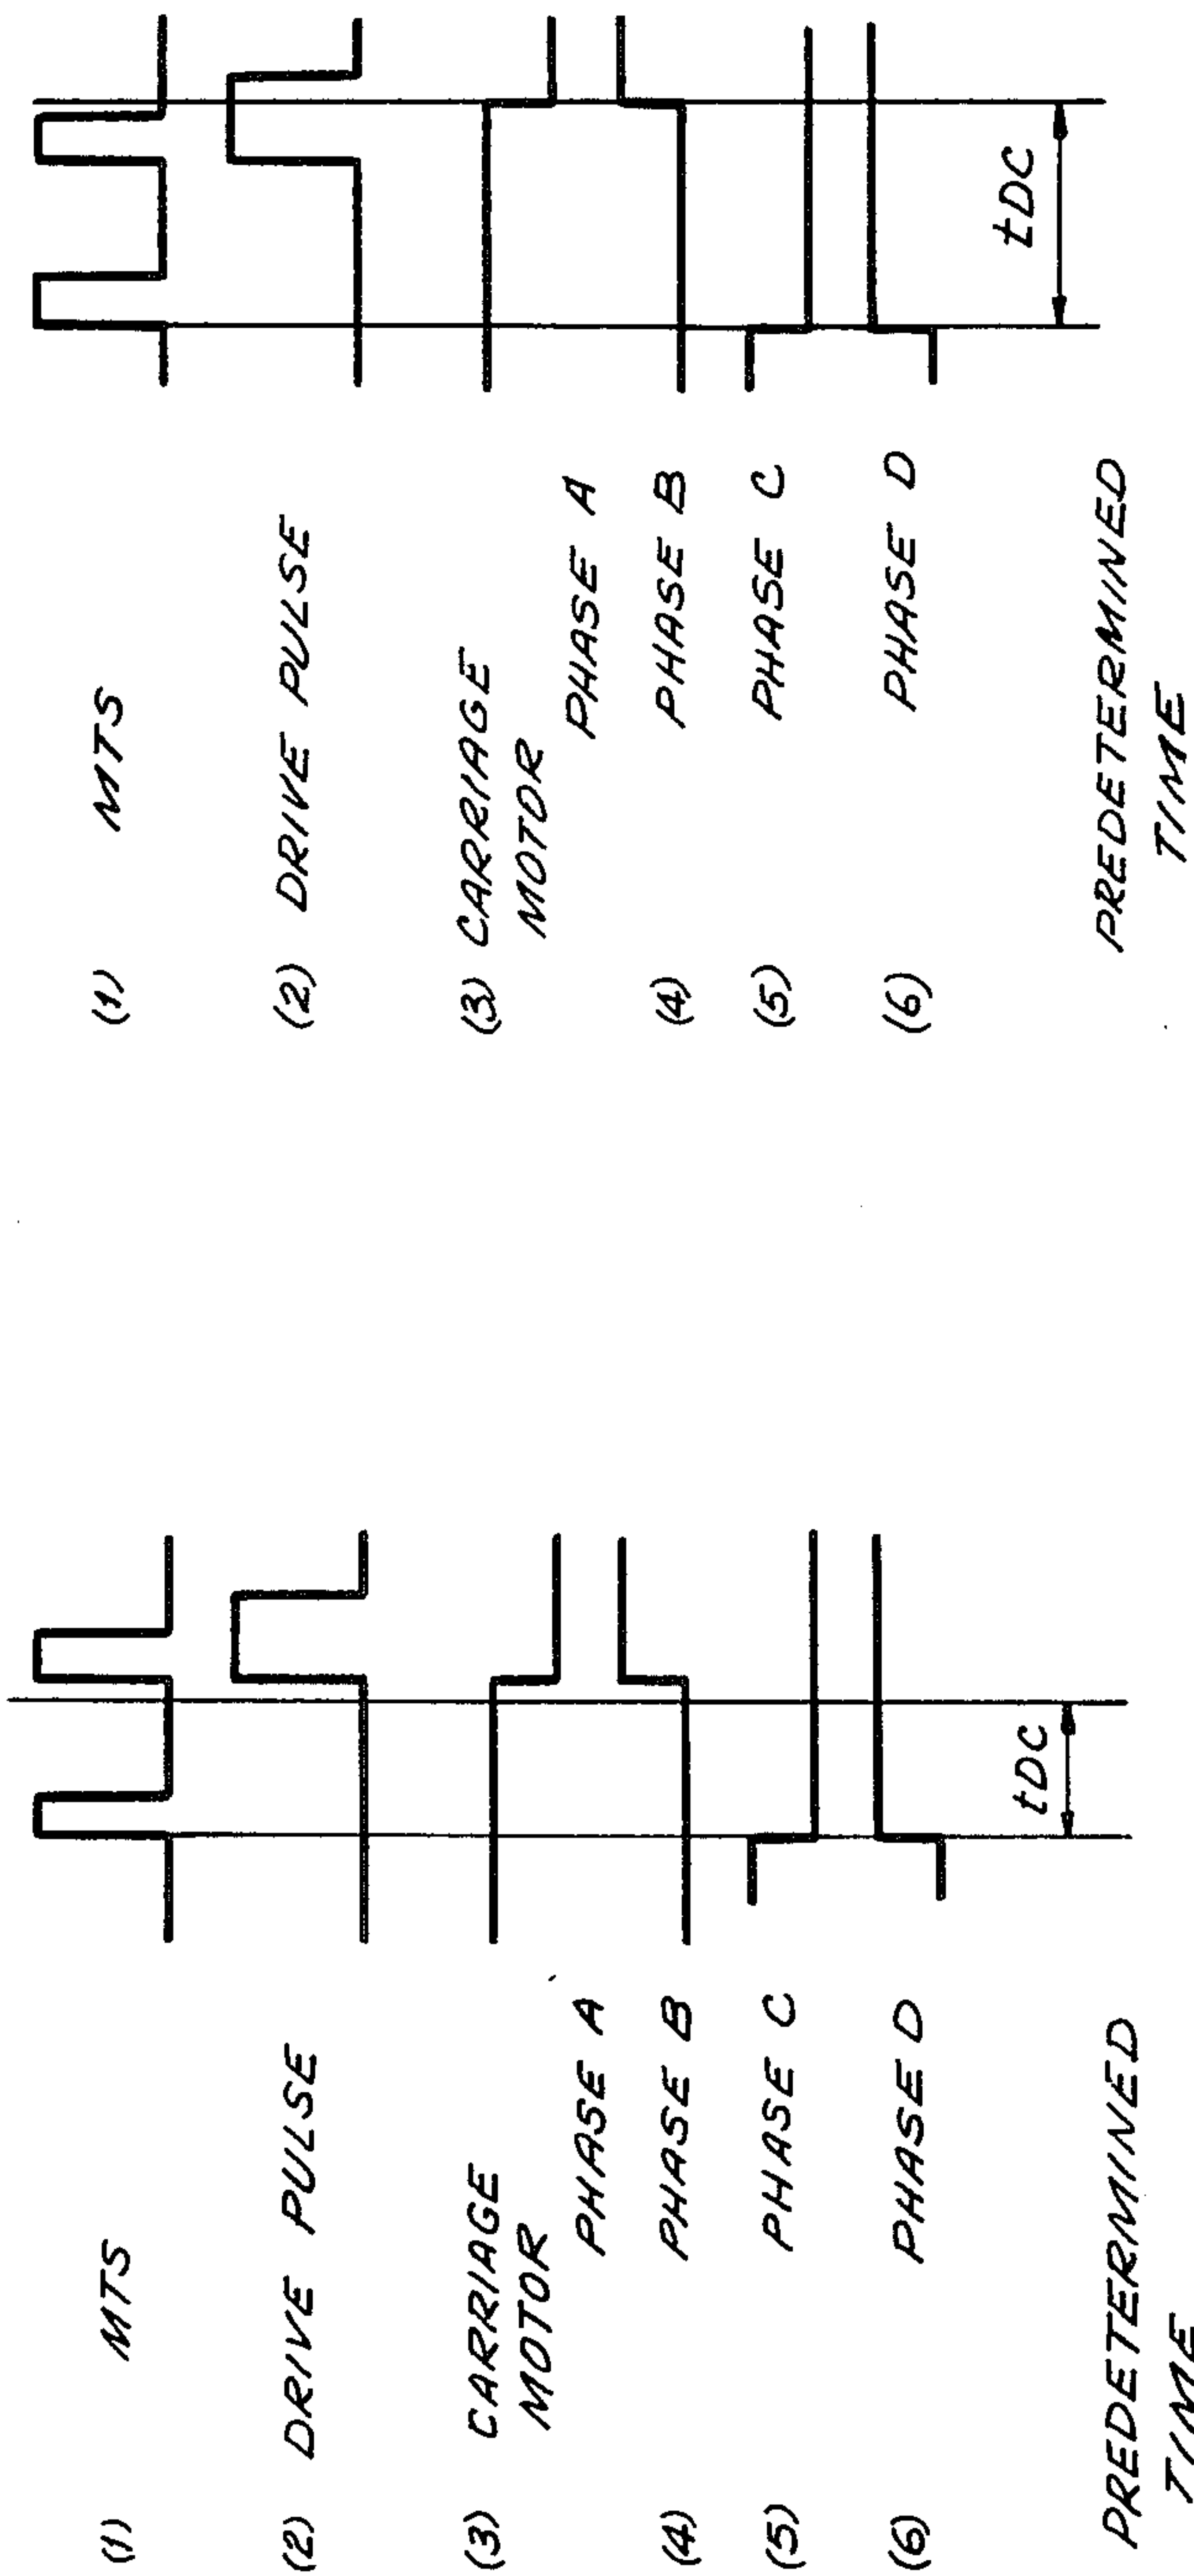 (1) MTS
(2) DRIVE PULSE
(3) CARRIAGE
MOTOR
PHASE A
(4) PHASE B
(5) PHASE C
(6) PHASE D
tDC
PREDETERMINED
TIME
(1) MTS
(2) DRIVE PULSE
(3) CARRIAGE
MOTOR
PHASE A
(4) PHASE B
(5) PHASE C
(6) PHASE D
tDC
PREDETERMINED
TIME